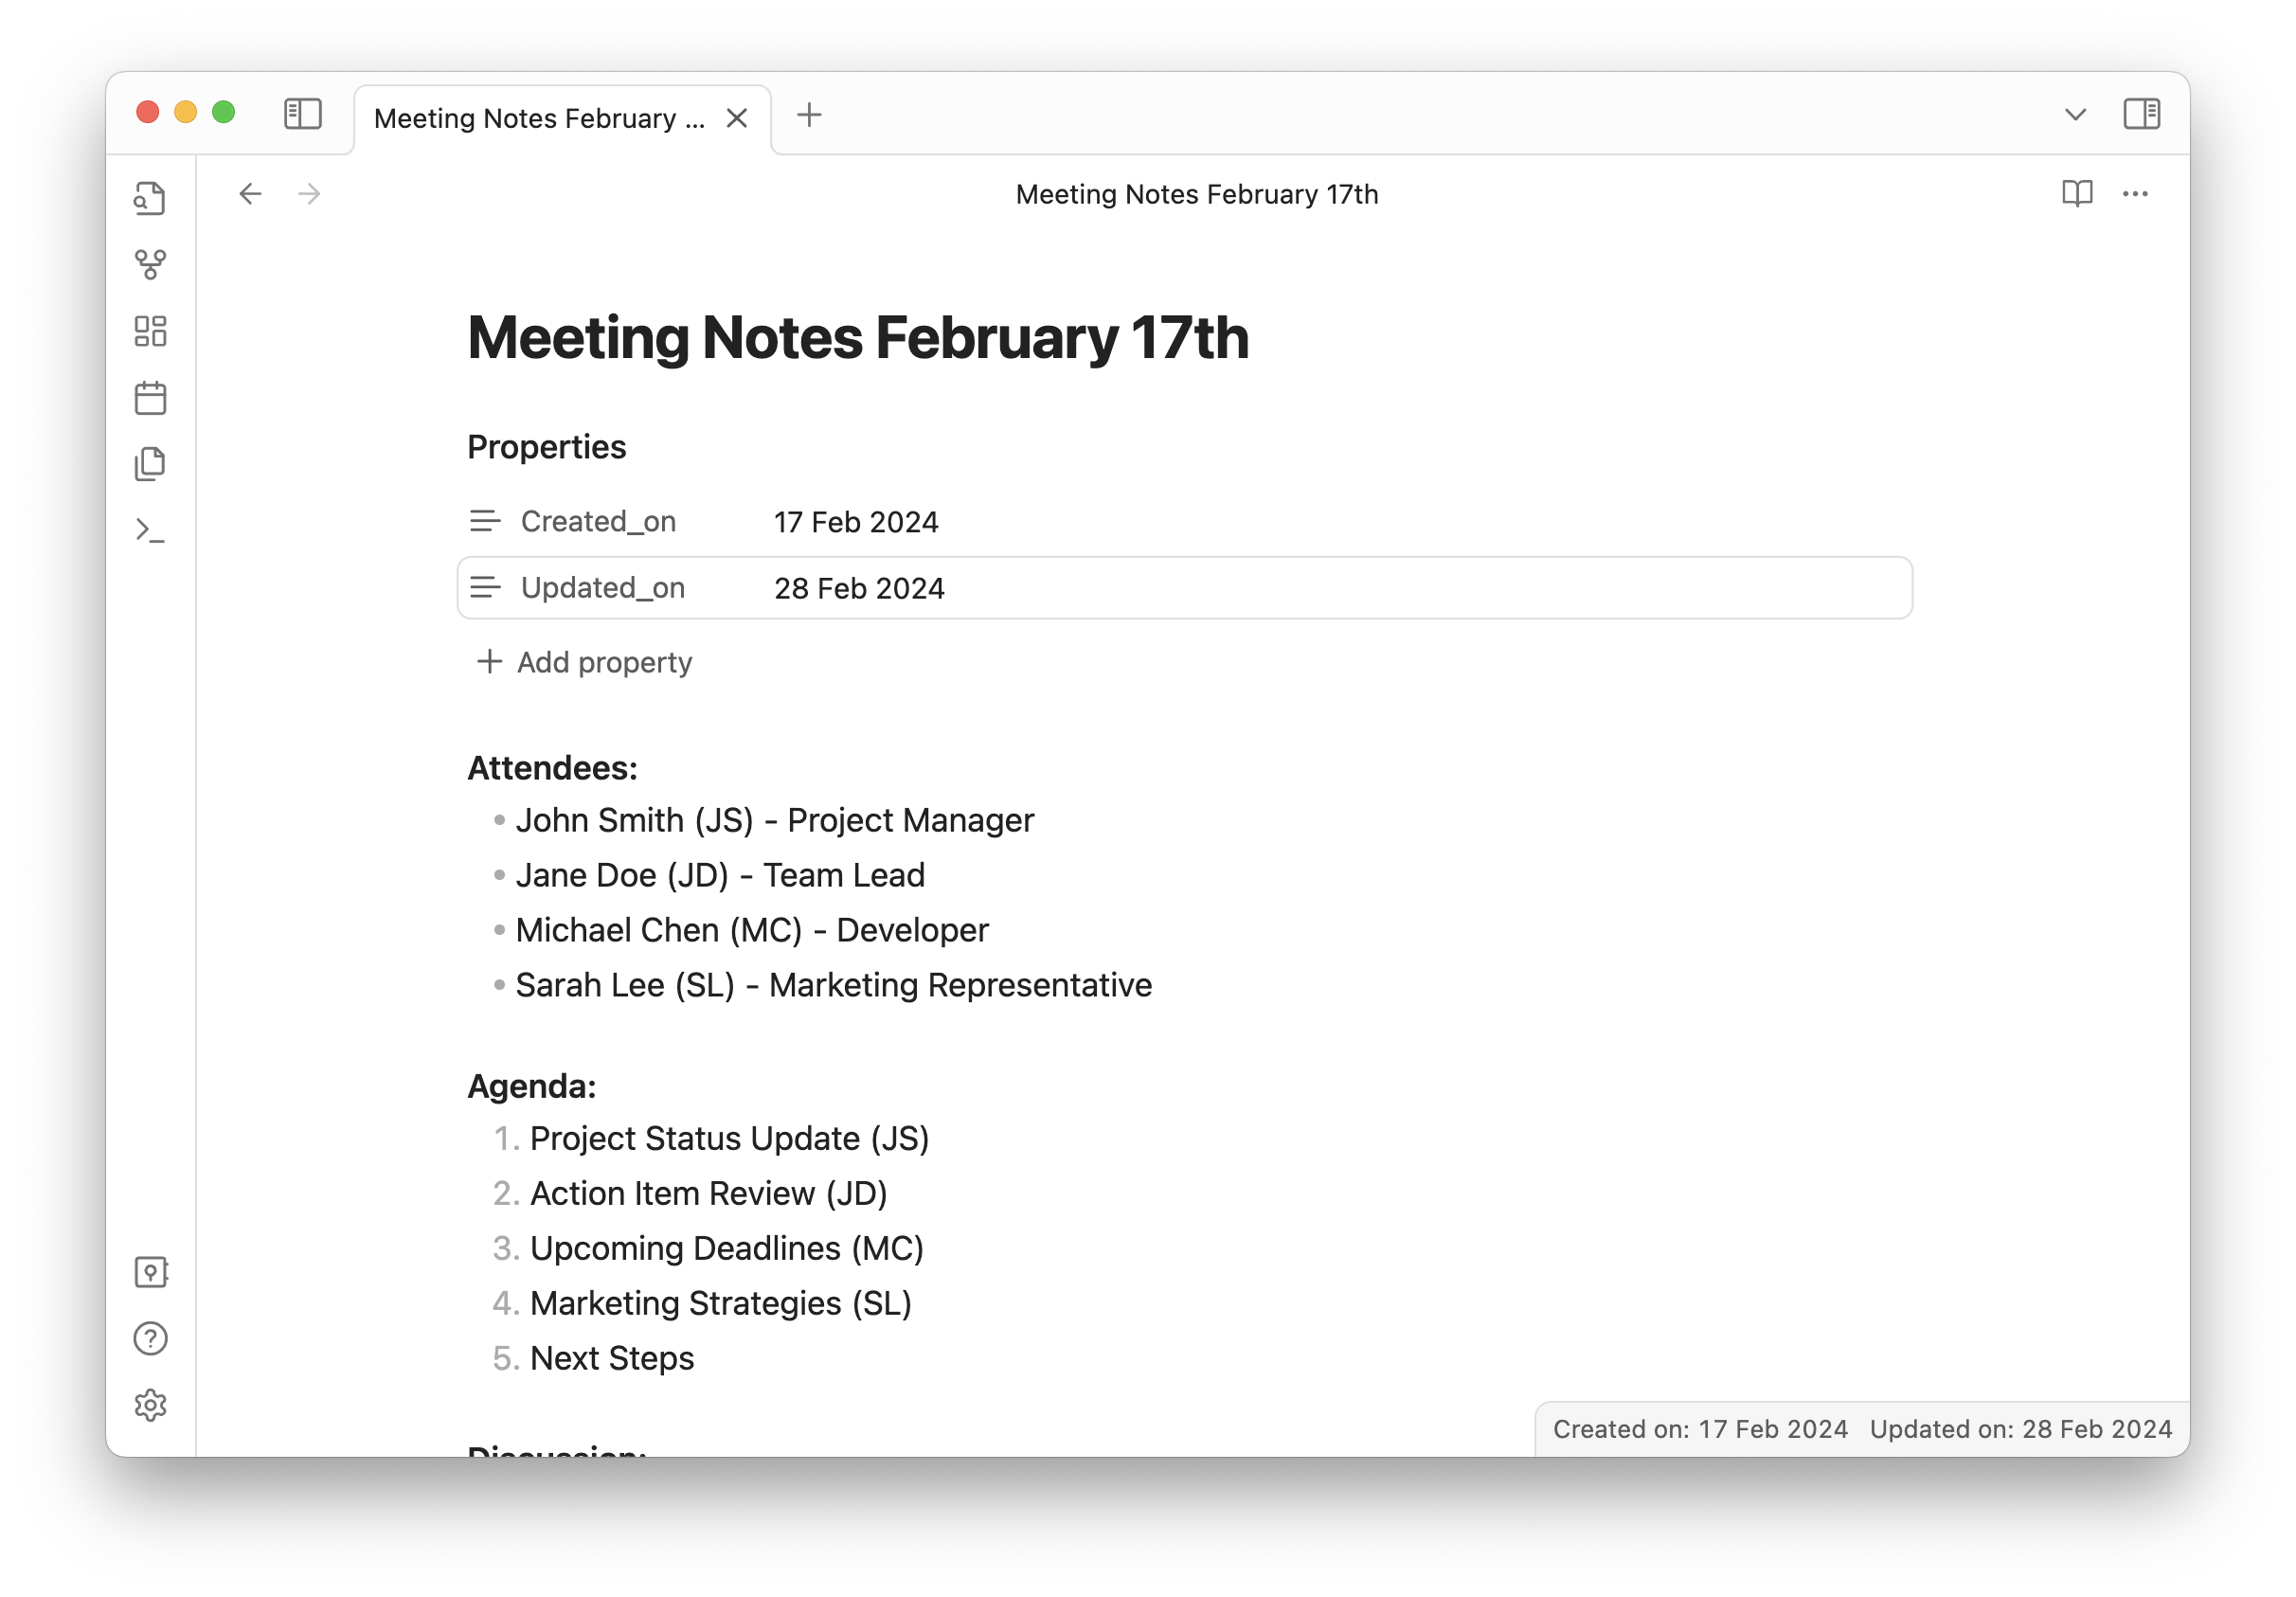 Meeting Notes February ...
Meeting Notes February 17th
Meeting Notes February 17th
Properties
Created_on 17 Feb 2024
Updated_on 28 Feb 2024
Add property
Attendees:
• John Smith (JS) - Project Manager
• Jane Doe (JD) - Team Lead
• Michael Chen (MC) - Developer
• Sarah Lee (SL) - Marketing Representative
Agenda:
1. Project Status Update (JS)
2. Action Item Review (JD)
3. Upcoming Deadlines (MC)
4. Marketing Strategies (SL)
5. Next Steps
Discussion:
Created on: 17 Feb 2024 Updated on: 28 Feb 2024